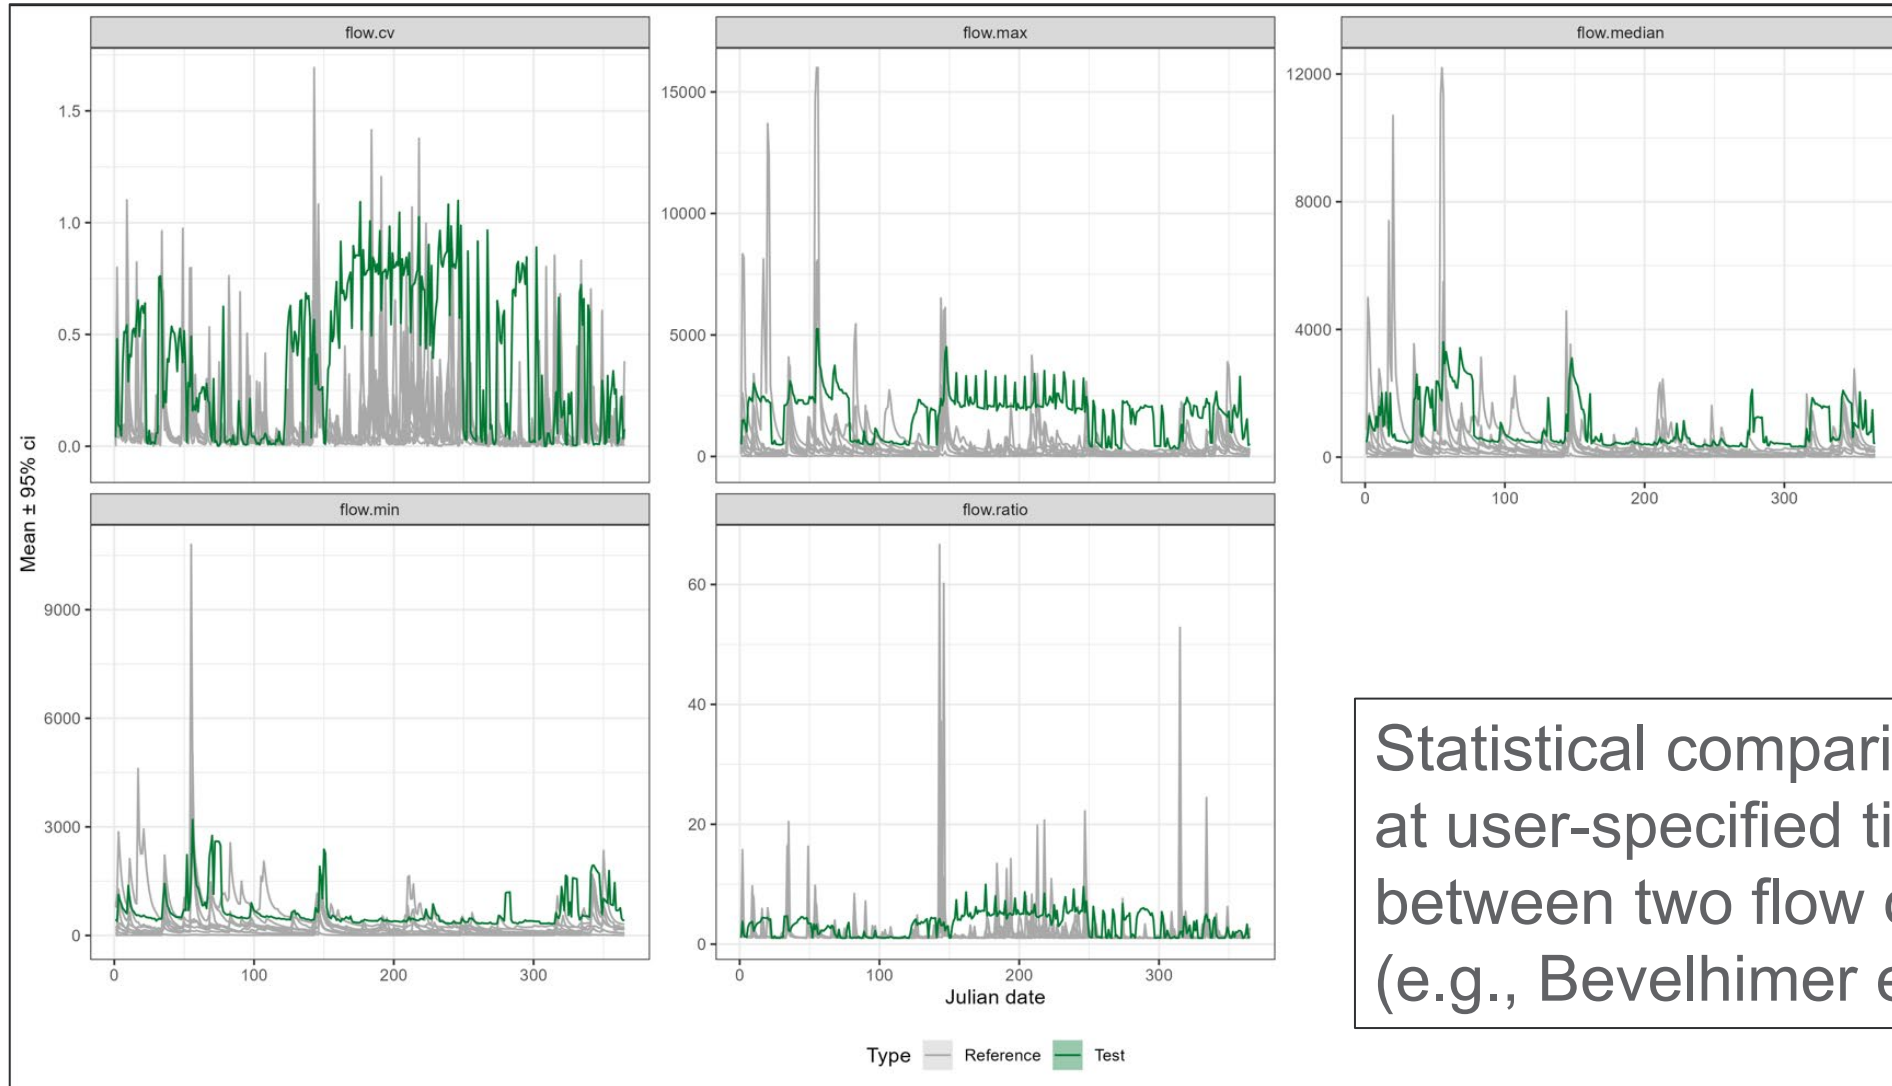 flow.cv
flow.max
flow.median
1.5
1.0
0.5
0.0
15000
10000
5000
0
12000
8000
4000
0
0
100
200
300
Mean ± 95% ci
flow.min
flow.ratio
9000
6000
3000
0
0
100
200
300
60
40
20
0
0
100
200
300
Julian date
Type
Reference
Test
Statistical compari
at user-specified ti
between two flow
(e.g., Bevelhimer e